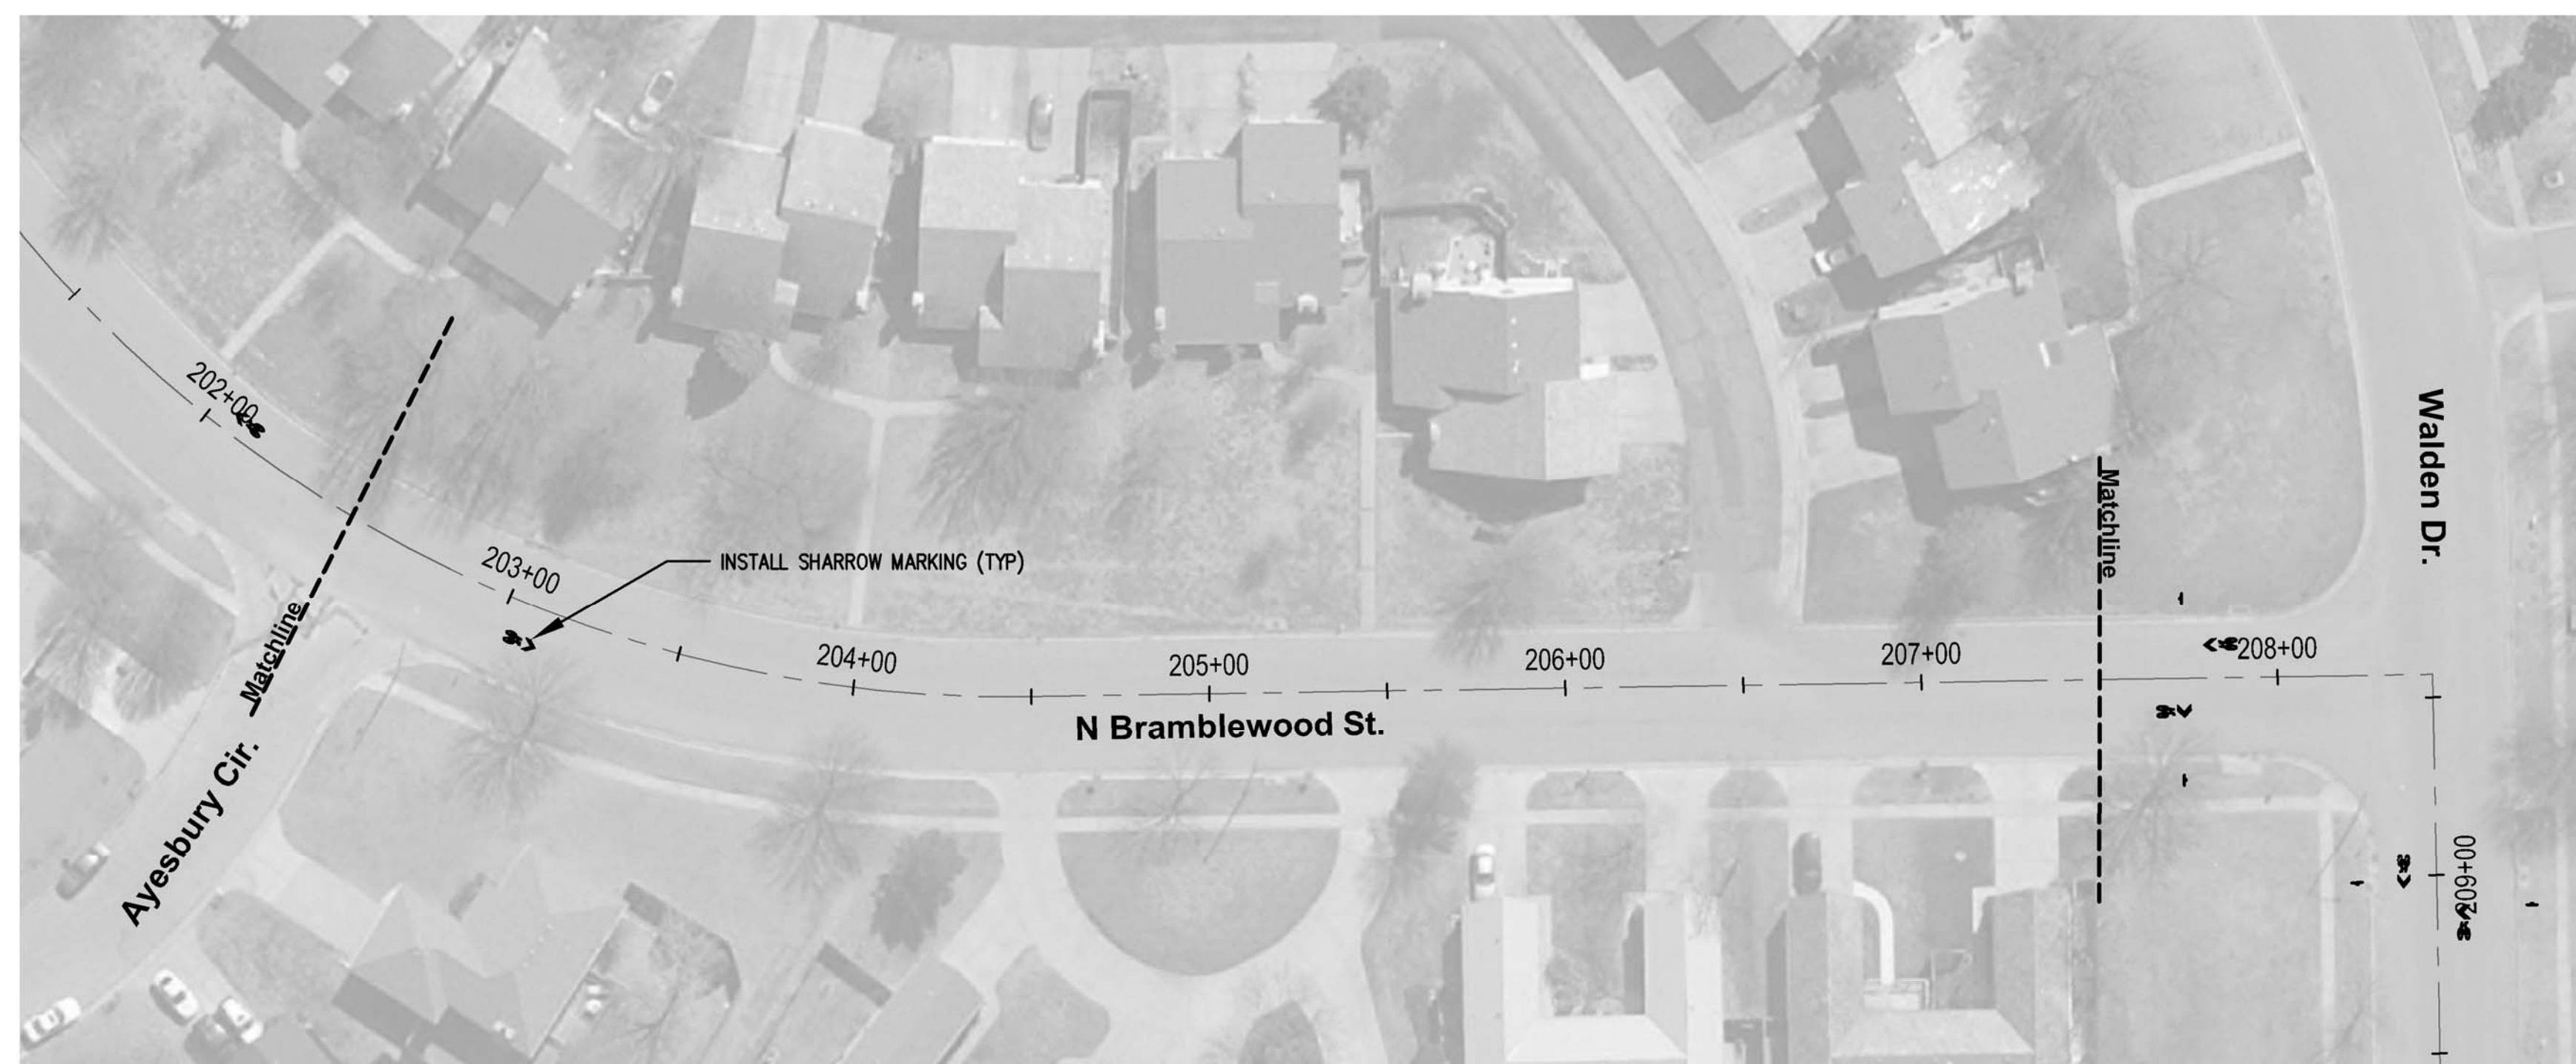 202+00
203+00
INSTALL SHARROW MARKING (TYP)
204+00
205+00
206+00
207+00
208+00
209+00
Matchline
Matchline
N Bramblewood St.
Ayesbury Cir.
Walden Dr.